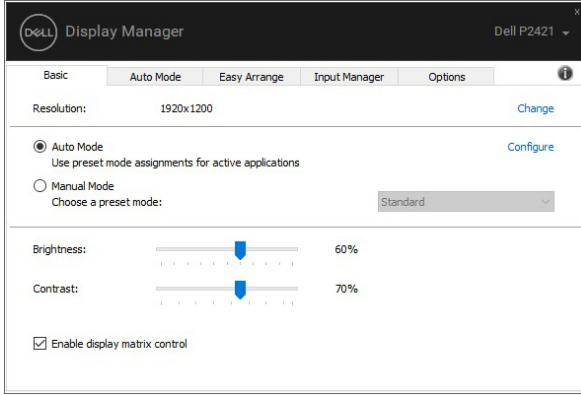 DELL Display Manager Dell P2421
Basic Auto Mode Easy Arrange Input Manager Options
Resolution: 1920x1200 Change
Auto Mode Configure
Use preset mode assignments for active applications
Manual Mode
Choose a preset mode: Standard
Brightness: 60%
Contrast: 70%
Enable display matrix control